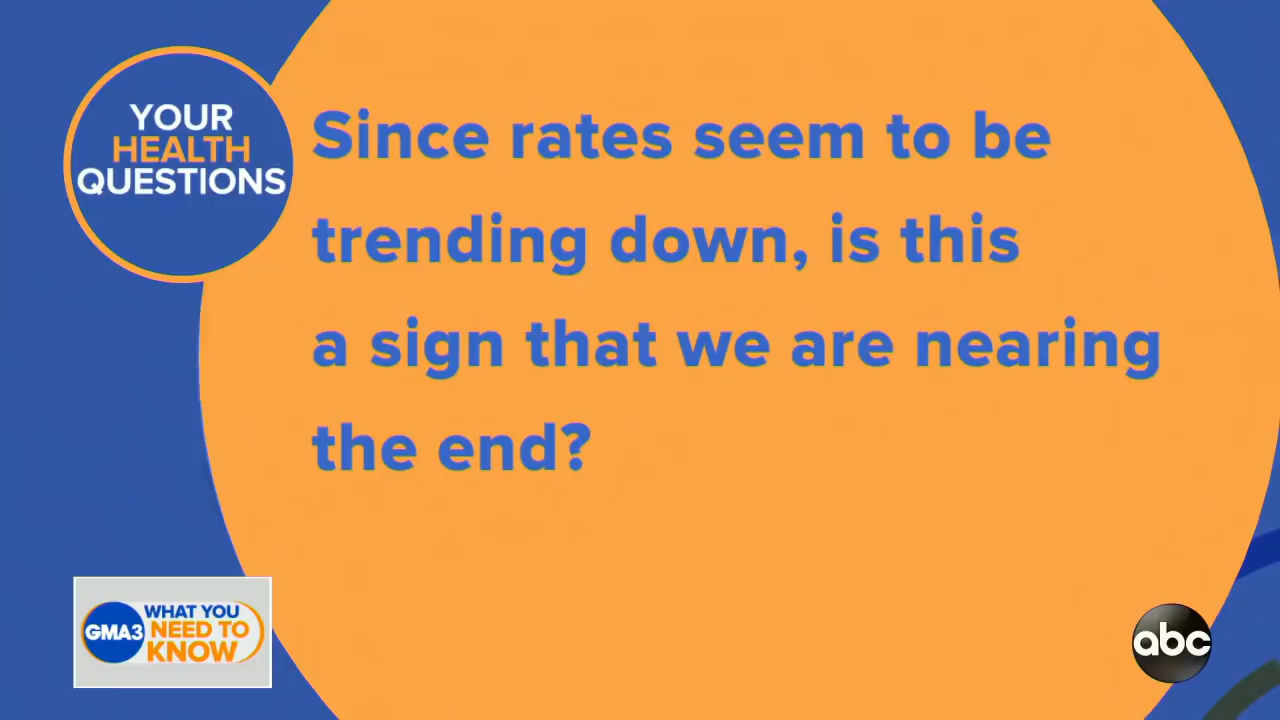 YOUR
HEALTH
QUESTIONS
Since rates seem to be
trending down, is this
a sign that we are nearing
the end?
GMA3
WHAT YOU
NEED TO
KNOW
abc